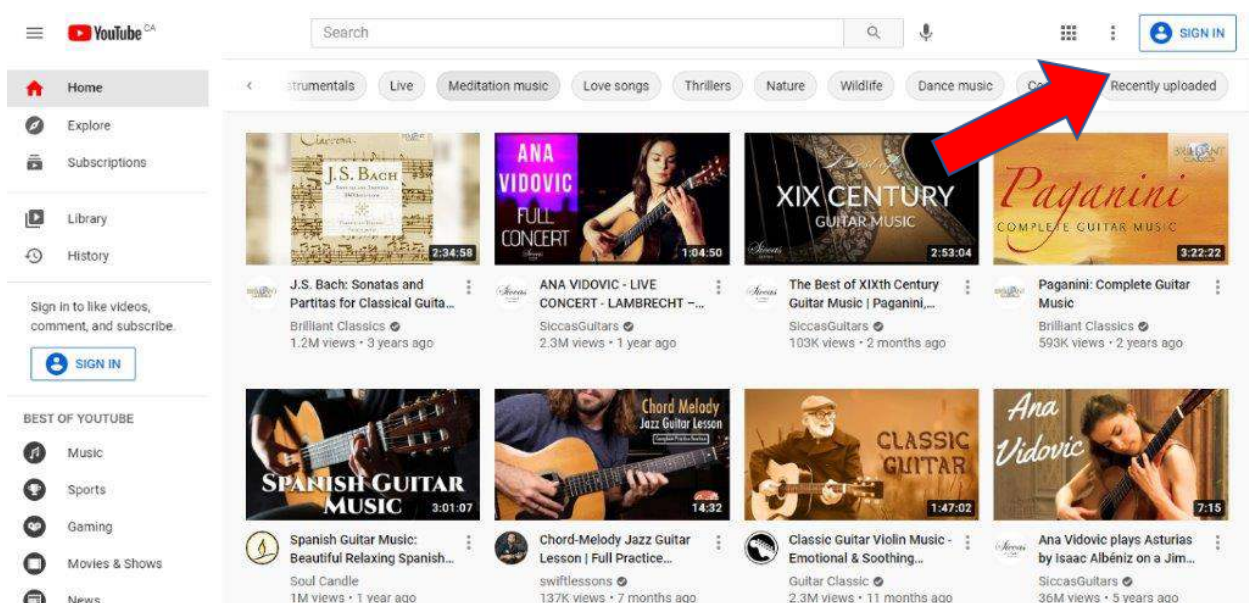 YouTube CA
Search
SIGN IN
Home
Explore
Subscriptions
Library
History
Sign in to like videos,
comment, and subscribe.
SIGN IN
BEST OF YOUTUBE
Music
Sports
Gaming
Movies & Shows
News
strumentals Live Meditation music Love songs Thrillers Nature Wildlife Dance music Recently uploaded
J.S. BACH
2:34:58
J.S. Bach: Sonatas and
Partitas for Classical Guita...
Brilliant Classics
1.2M views • 3 years ago
ANA
VIDOVIC
FULL
CONCERT
Siccas
1:04:50
Siccas
ANA VIDOVIC - LIVE
CONCERT - LAMBRECHT –...
SiccasGuitars
2.3M views • 1 year ago
Best of
XIX CENTURY
GUITAR MUSIC
Siccas
2:53:04
Siccas
The Best of XIXth Century
Guitar Music | Paganini,...
SiccasGuitars
103K views • 2 months ago
BRILLIANT
CLASSICS
Paganini
COMPLETE GUITAR MUSIC
3:22:22
Paganini: Complete Guitar
Music
Brilliant Classics
593K views • 2 years ago
SPANISH GUITAR
MUSIC
3:01:07
Spanish Guitar Music:
Beautiful Relaxing Spanish...
Soul Candle
1M views • 1 year ago
Chord Melody
Jazz Guitar Lesson
14:32
Chord-Melody Jazz Guitar
Lesson | Full Practice...
swiftlessons
137K views • 7 months ago
CLASSIC
GUITAR
1:47:02
Classic Guitar Violin Music -
Emotional & Soothing...
Guitar Classic
2.3M views • 11 months ago
Ana
Vidovic
7:15
Siccas
Ana Vidovic plays Asturias
by Isaac Albéniz on a Jim...
SiccasGuitars
36M views • 5 years ago